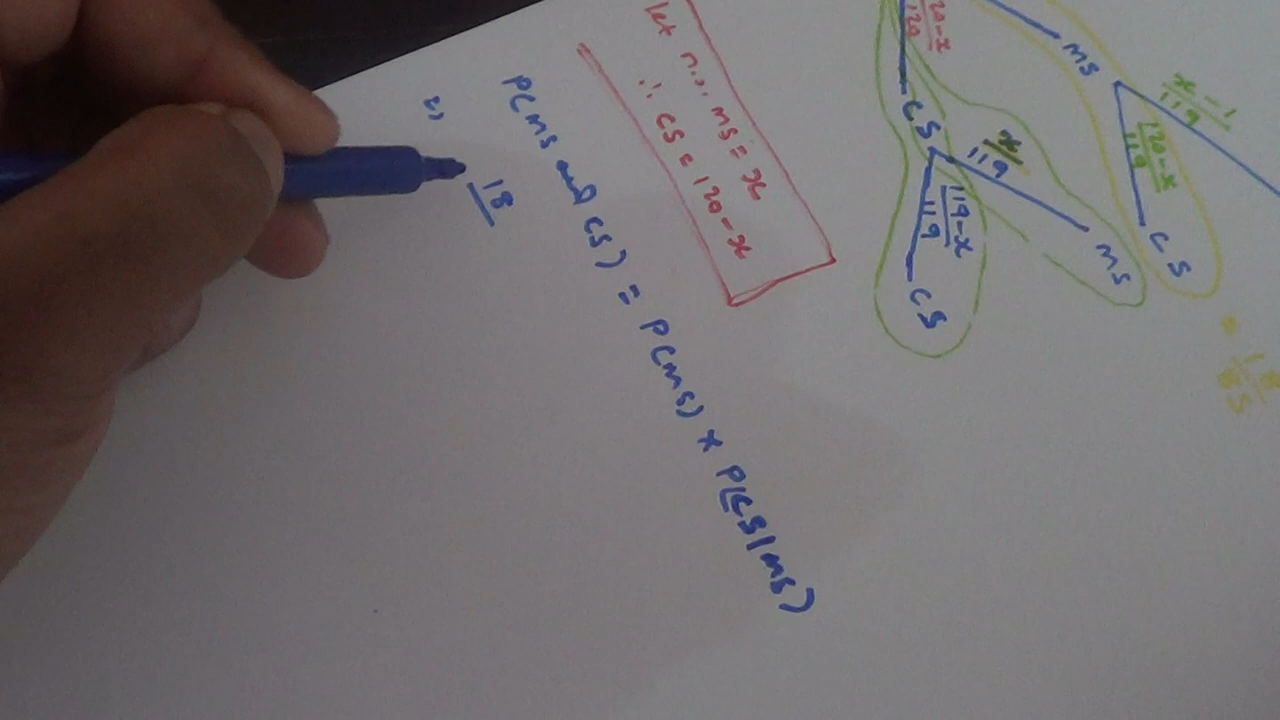 20-x
120
MS
x-1
119
120-x
119
CS
CS
x
119
119-x
119
MS
CS
let n.o. MS = x
∴ CS = 120-x
P(MS and CS) = P(MS) x P(CS|MS)
=> 18